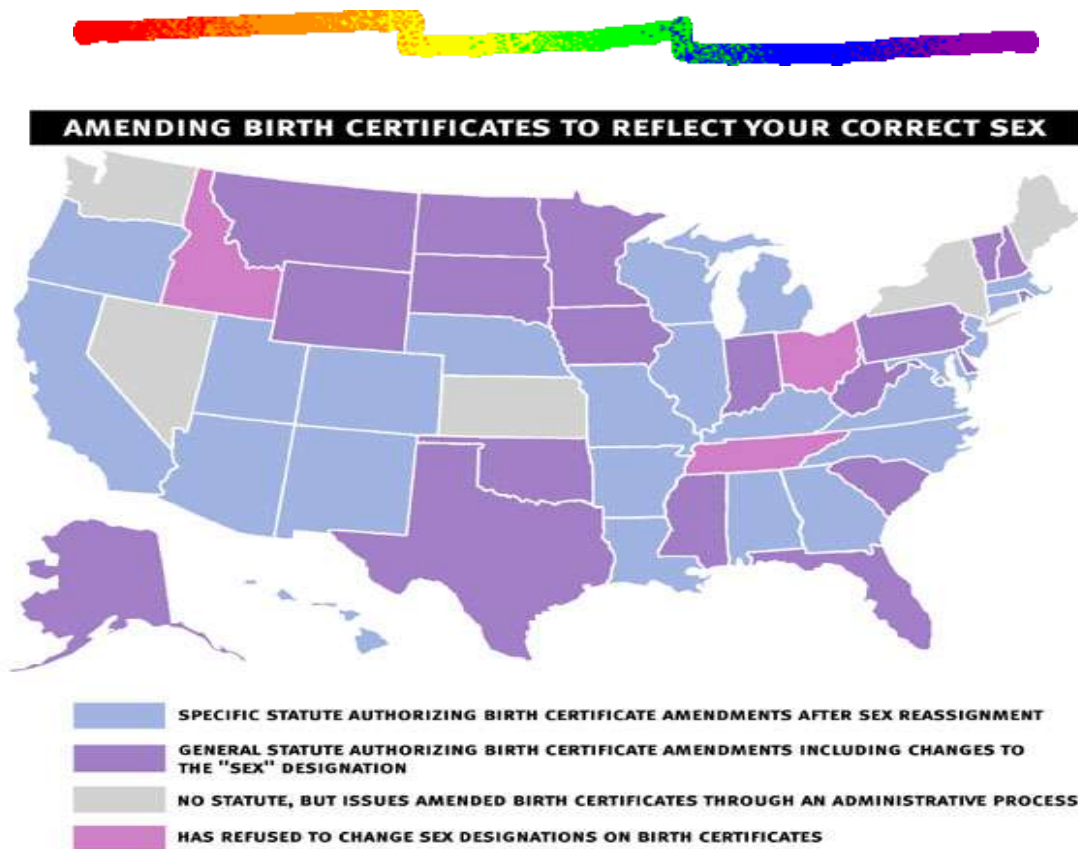 AMENDING BIRTH CERTIFICATES TO REFLECT YOUR CORRECT SEX
SPECIFIC STATUTE AUTHORIZING BIRTH CERTIFICATE AMENDMENTS AFTER SEX REASSIGNMENT
GENERAL STATUTE AUTHORIZING BIRTH CERTIFICATE AMENDMENTS INCLUDING CHANGES TO
THE "SEX" DESIGNATION
NO STATUTE, BUT ISSUES AMENDED BIRTH CERTIFICATES THROUGH AN ADMINISTRATIVE PROCESS
HAS REFUSED TO CHANGE SEX DESIGNATIONS ON BIRTH CERTIFICATES